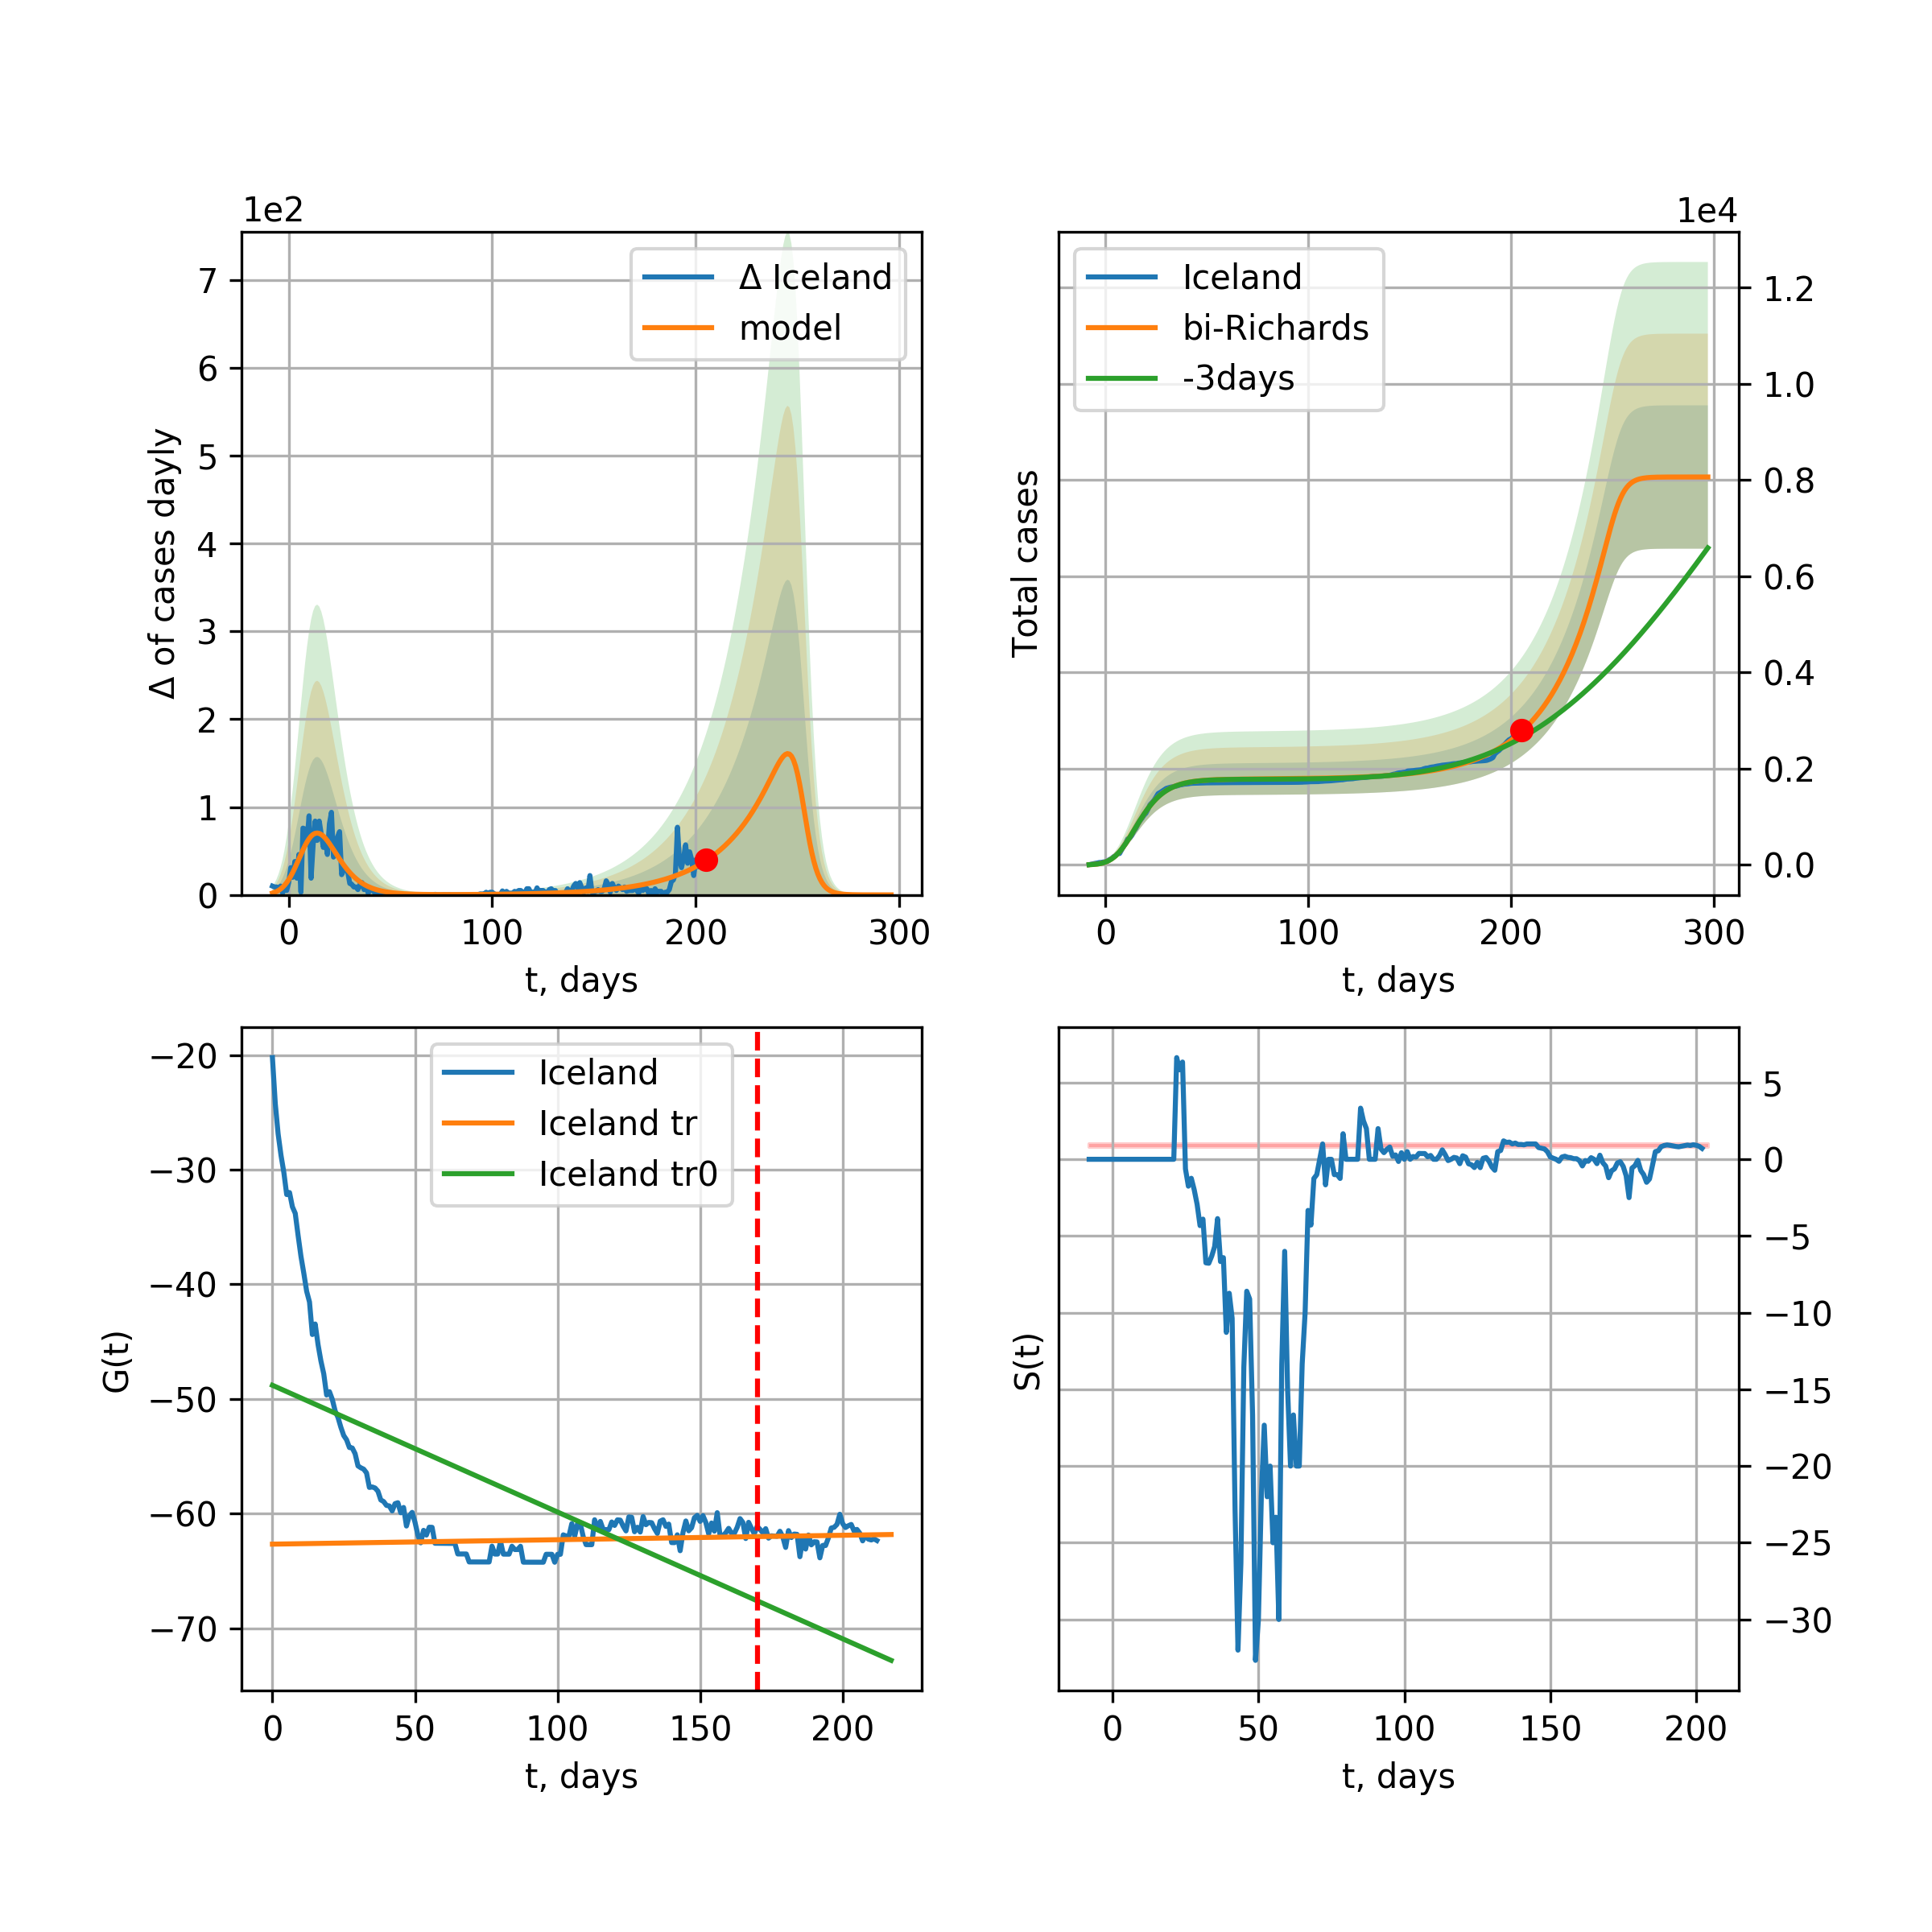 1e2
Δ Iceland
model
7
6
5
4
3
2
1
0
Δ of cases dayly
0 100 200 300
t, days
1e4
Iceland
bi-Richards
-3days
1.2
1.0
0.8
0.6
0.4
0.2
0.0
Total cases
0 100 200 300
t, days
Iceland
Iceland tr
Iceland tr0
−20
−30
−40
−50
−60
−70
G(t)
0 50 100 150 200
t, days
5
0
−5
−10
−15
−20
−25
−30
S(t)
0 50 100 150 200
t, days